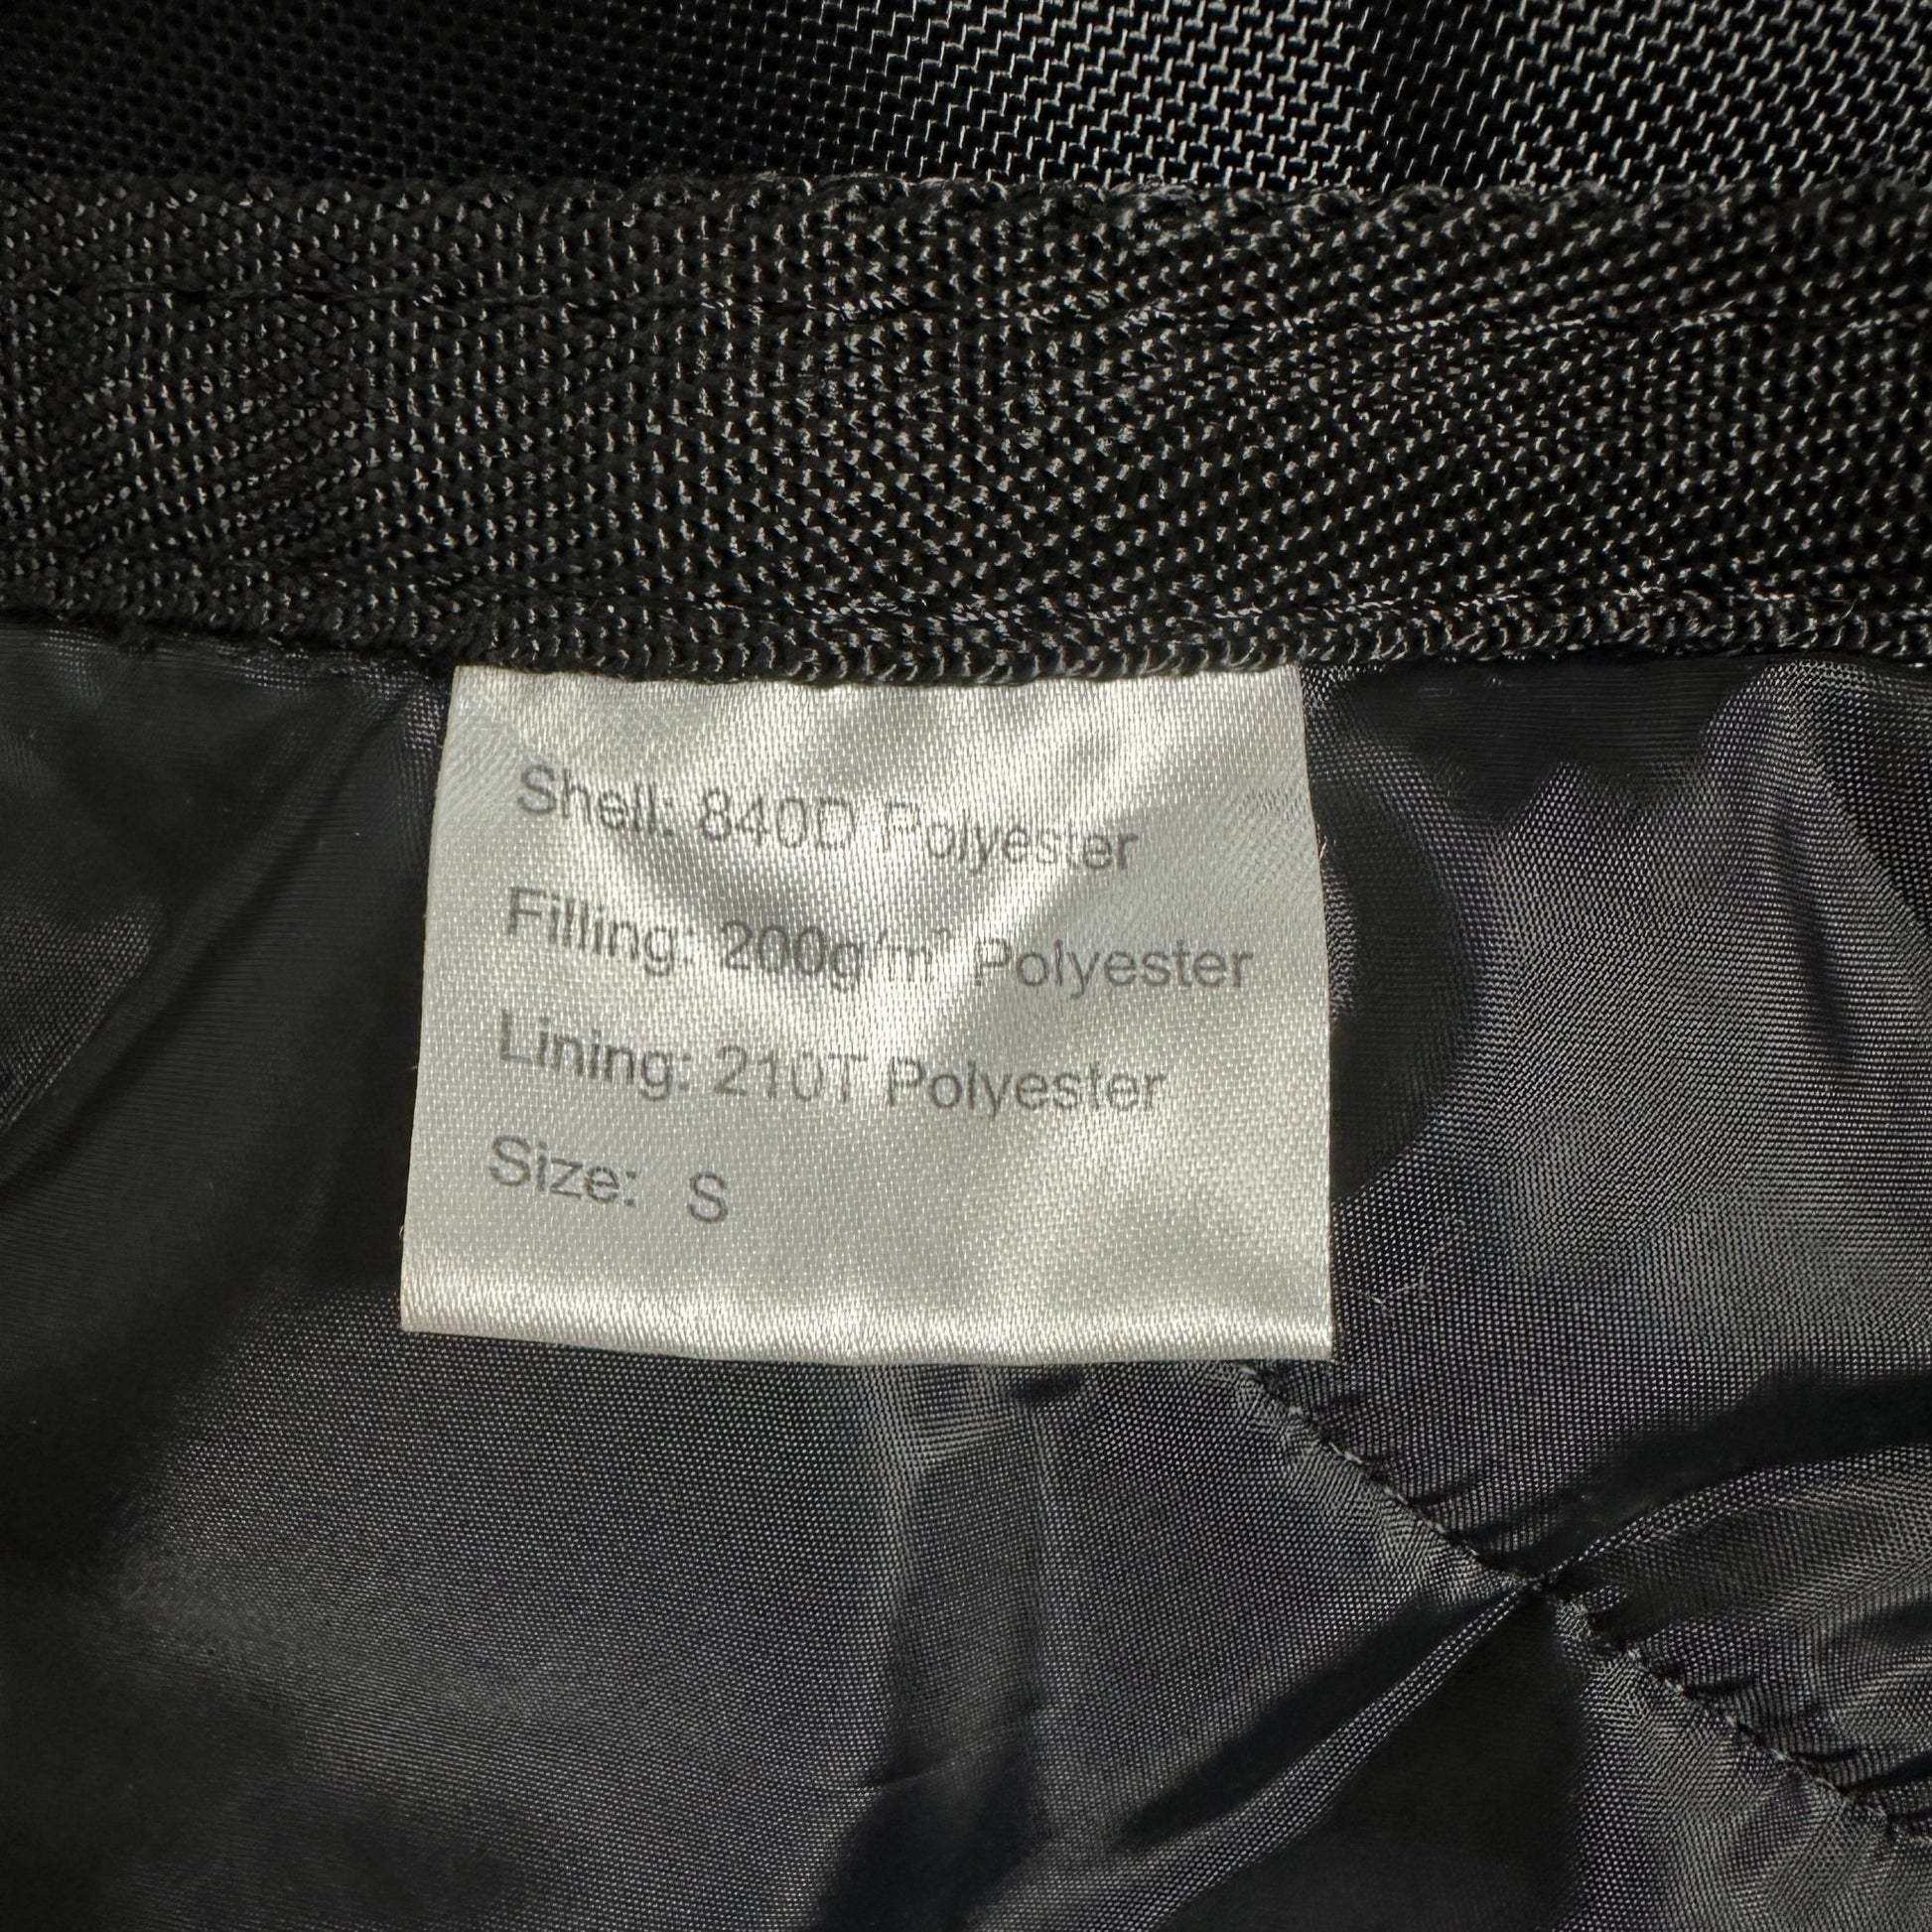 Shell: 840D Polyester
Filling: 200g/m² Polyester
Lining: 210T Polyester
Size: S